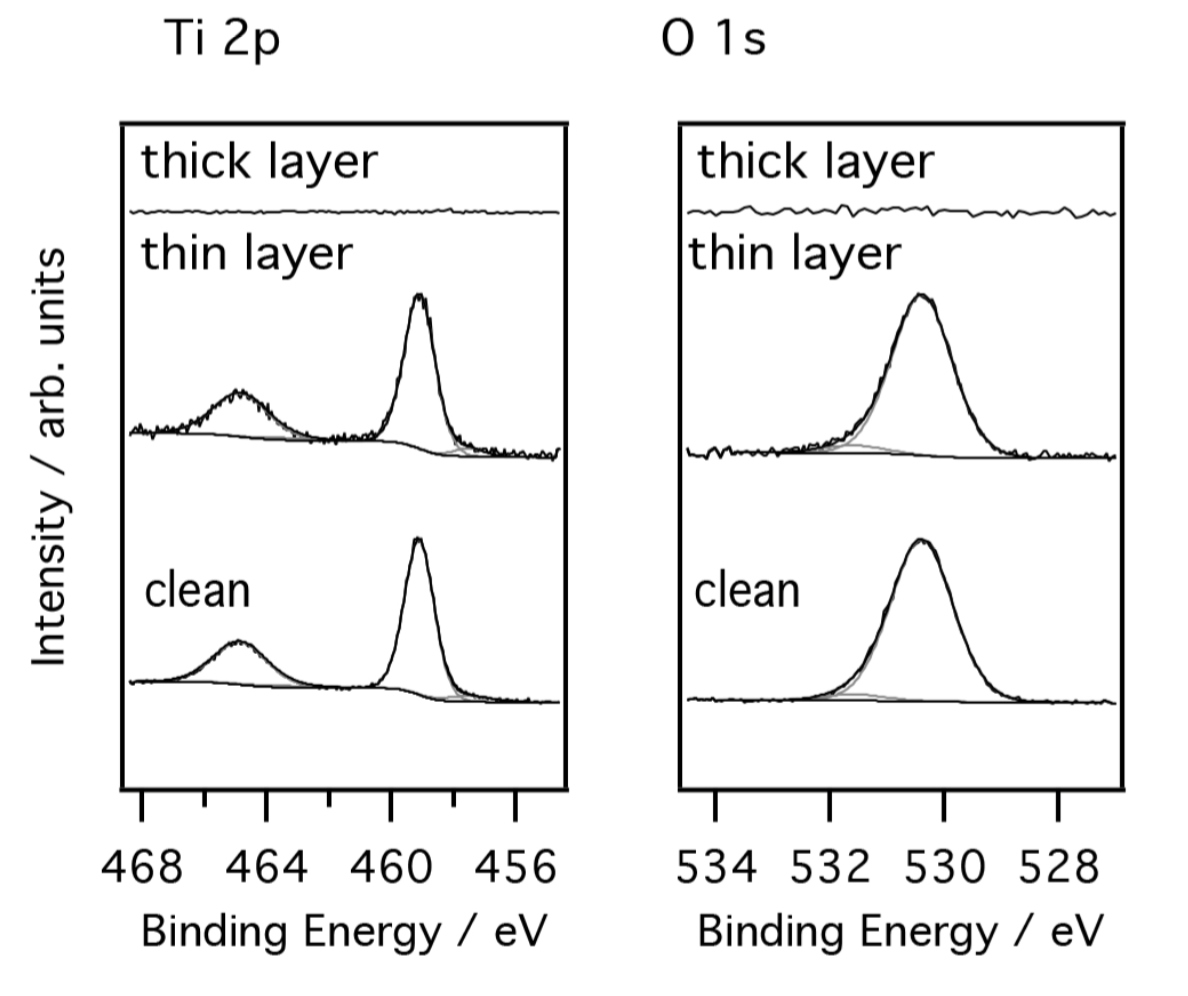 Ti 2p
O 1s
Intensity / arb. units
thick layer
thin layer
clean
468 464 460 456
Binding Energy / eV
thick layer
thin layer
clean
534 532 530 528
Binding Energy / eV